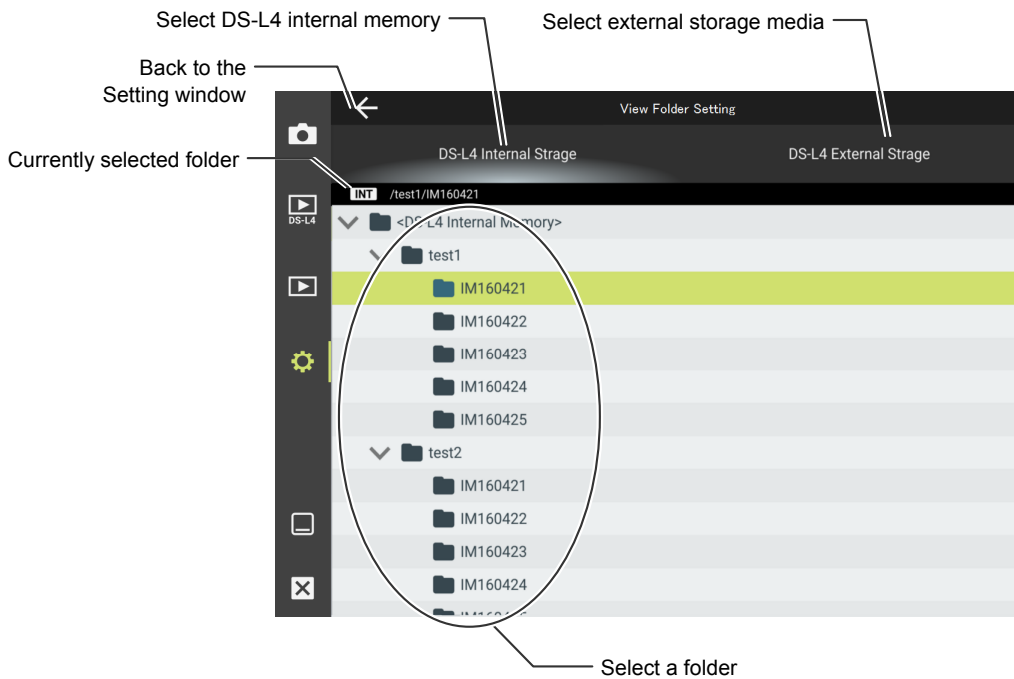 Select DS-L4 internal memory
Select external storage media
Back to the
Setting window
View Folder Setting
DS-L4 Internal Strage
DS-L4 External Strage
Currently selected folder
INT /test1/IM160421
DS-L4
<DS-L4 Internal Memory>
test1
IM160421
IM160422
IM160423
IM160424
IM160425
test2
IM160421
IM160422
IM160423
IM160424
Select a folder